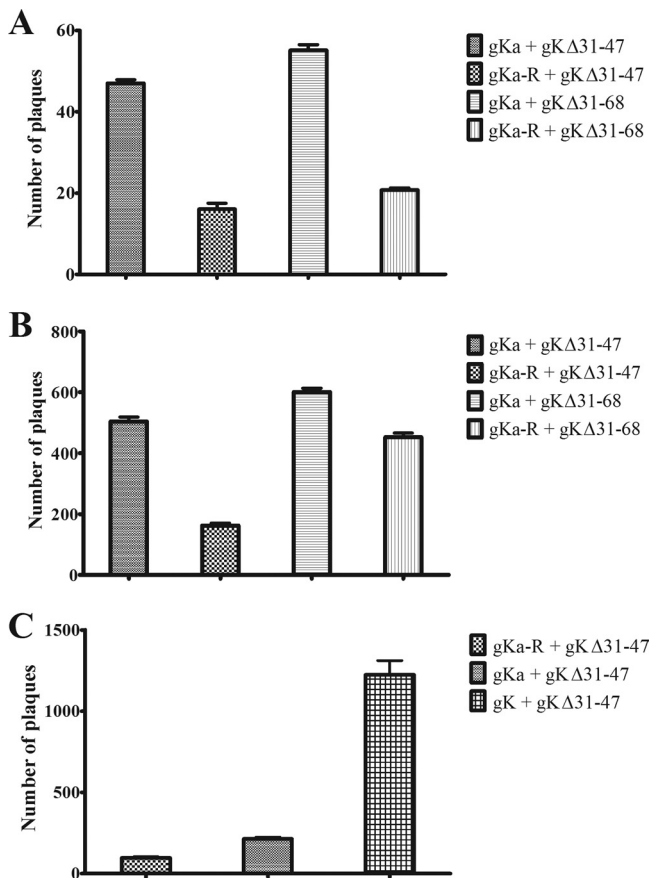 A
Number of plaques
60
40
20
0
gKa + gKΔ31-47
gKa-R + gKΔ31-47
gKa + gKΔ31-68
gKa-R + gKΔ31-68
B
Number of plaques
800
600
400
200
0
gKa + gKΔ31-47
gKa-R + gKΔ31-47
gKa + gKΔ31-68
gKa-R + gKΔ31-68
C
Number of plaques
1500
1000
500
0
gKa-R + gKΔ31-47
gKa + gKΔ31-47
gK + gKΔ31-47